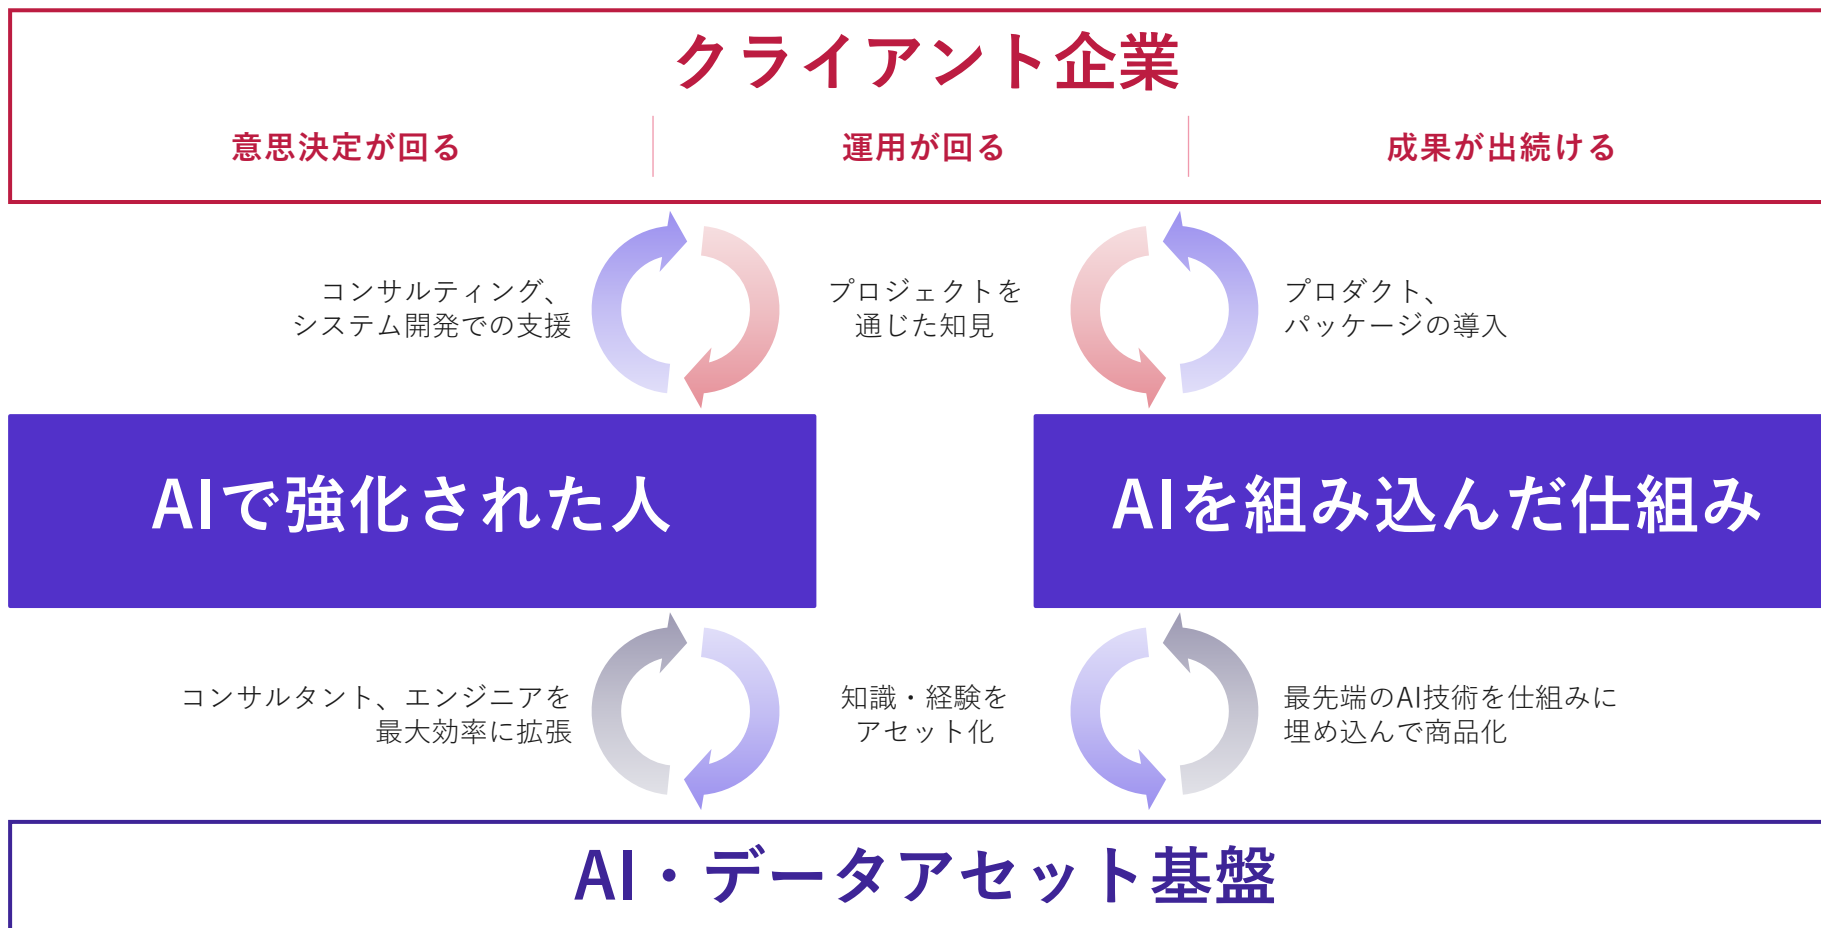 クライアント企業
意思決定が回る
運用が回る
成果が出続ける
コンサルティング、
システム開発での支援
プロジェクトを
通じた知見
プロダクト、
パッケージの導入
AIで強化された人
AIを組み込んだ仕組み
コンサルタント、エンジニアを
最大効率に拡張
知識・経験を
アセット化
最先端のAI技術を仕組みに
埋め込んで商品化
AI・データアセット基盤